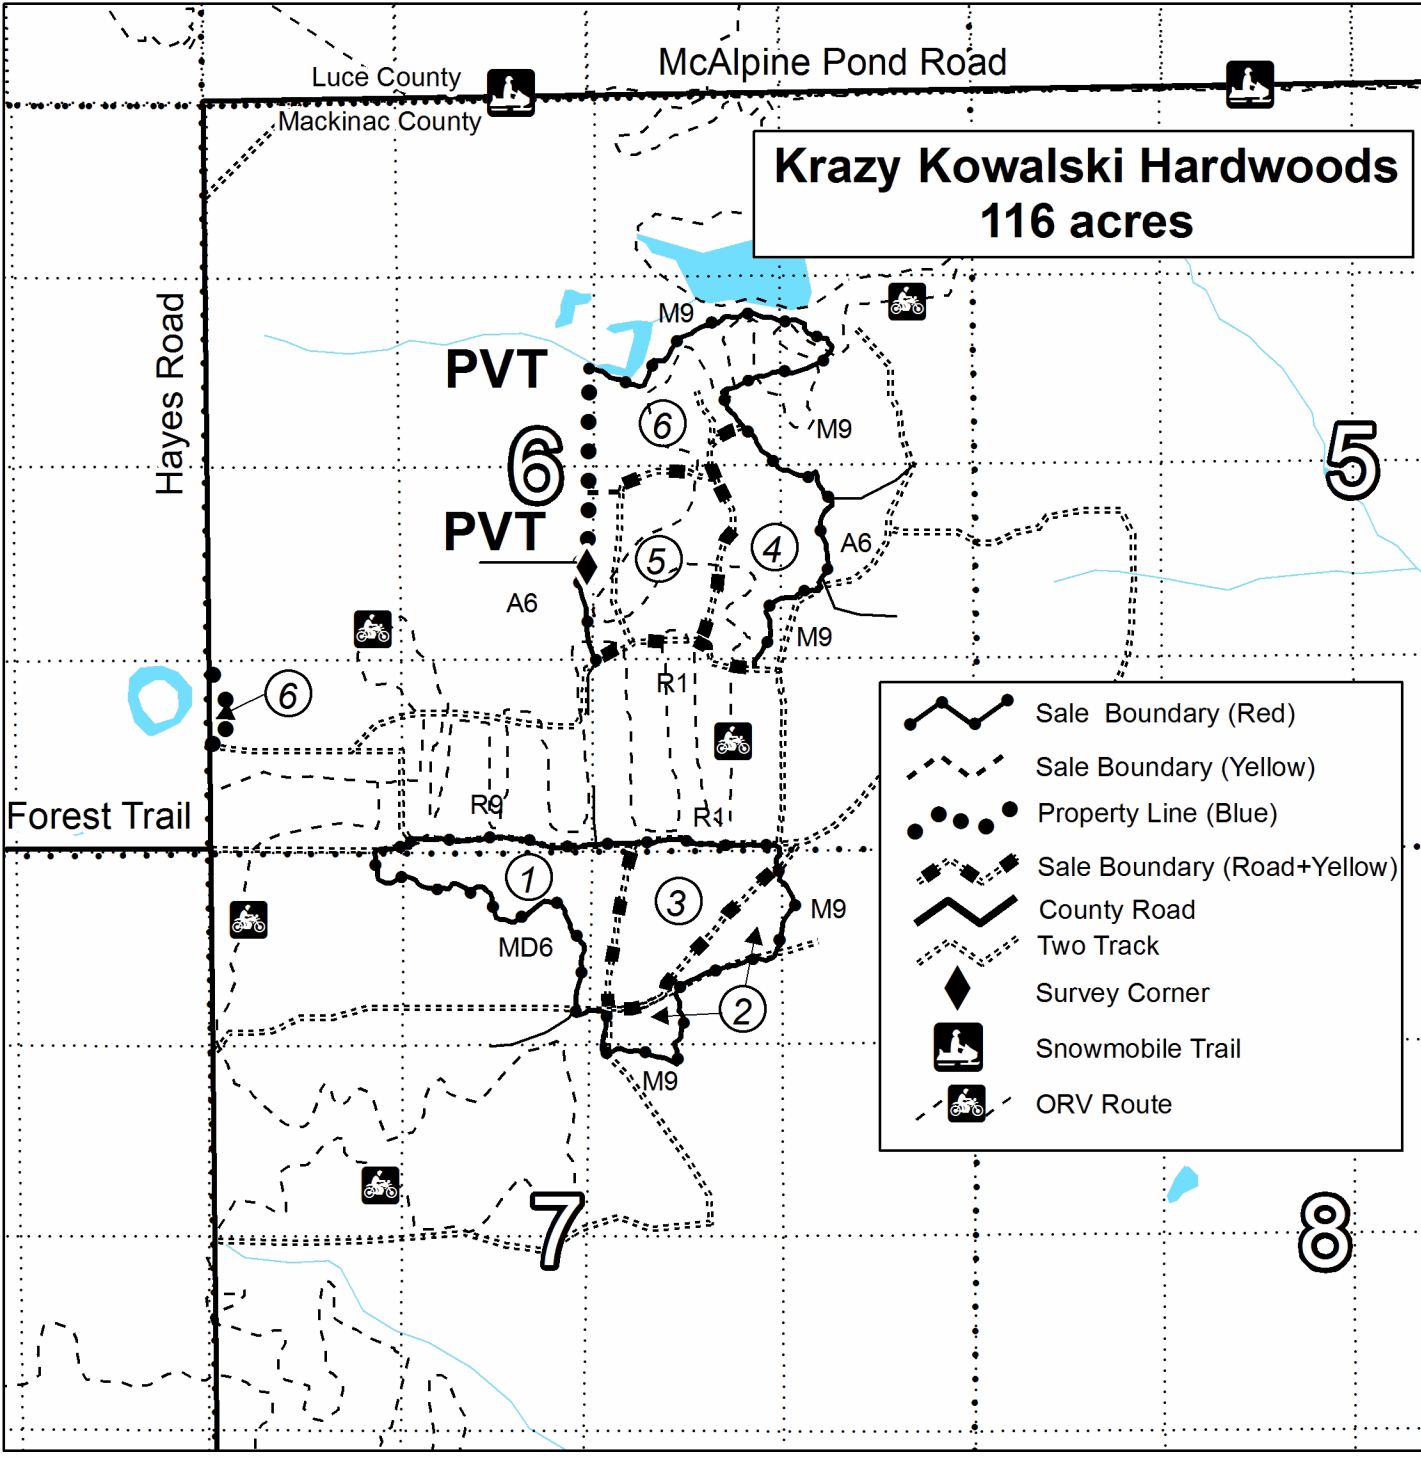 McAlpine Pond Road
Luce County
Mackinac County
Krazy Kowalski Hardwoods
116 acres
Hayes Road
M9
PVT
6
M9
6
5
PVT
5
4
A6
A6
M9
6
R1
Sale Boundary (Red)
Sale Boundary (Yellow)
Property Line (Blue)
Sale Boundary (Road+Yellow)
County Road
Two Track
Survey Corner
Snowmobile Trail
ORV Route
R9
R1
Forest Trail
1
3
M9
MD6
2
M9
7
8